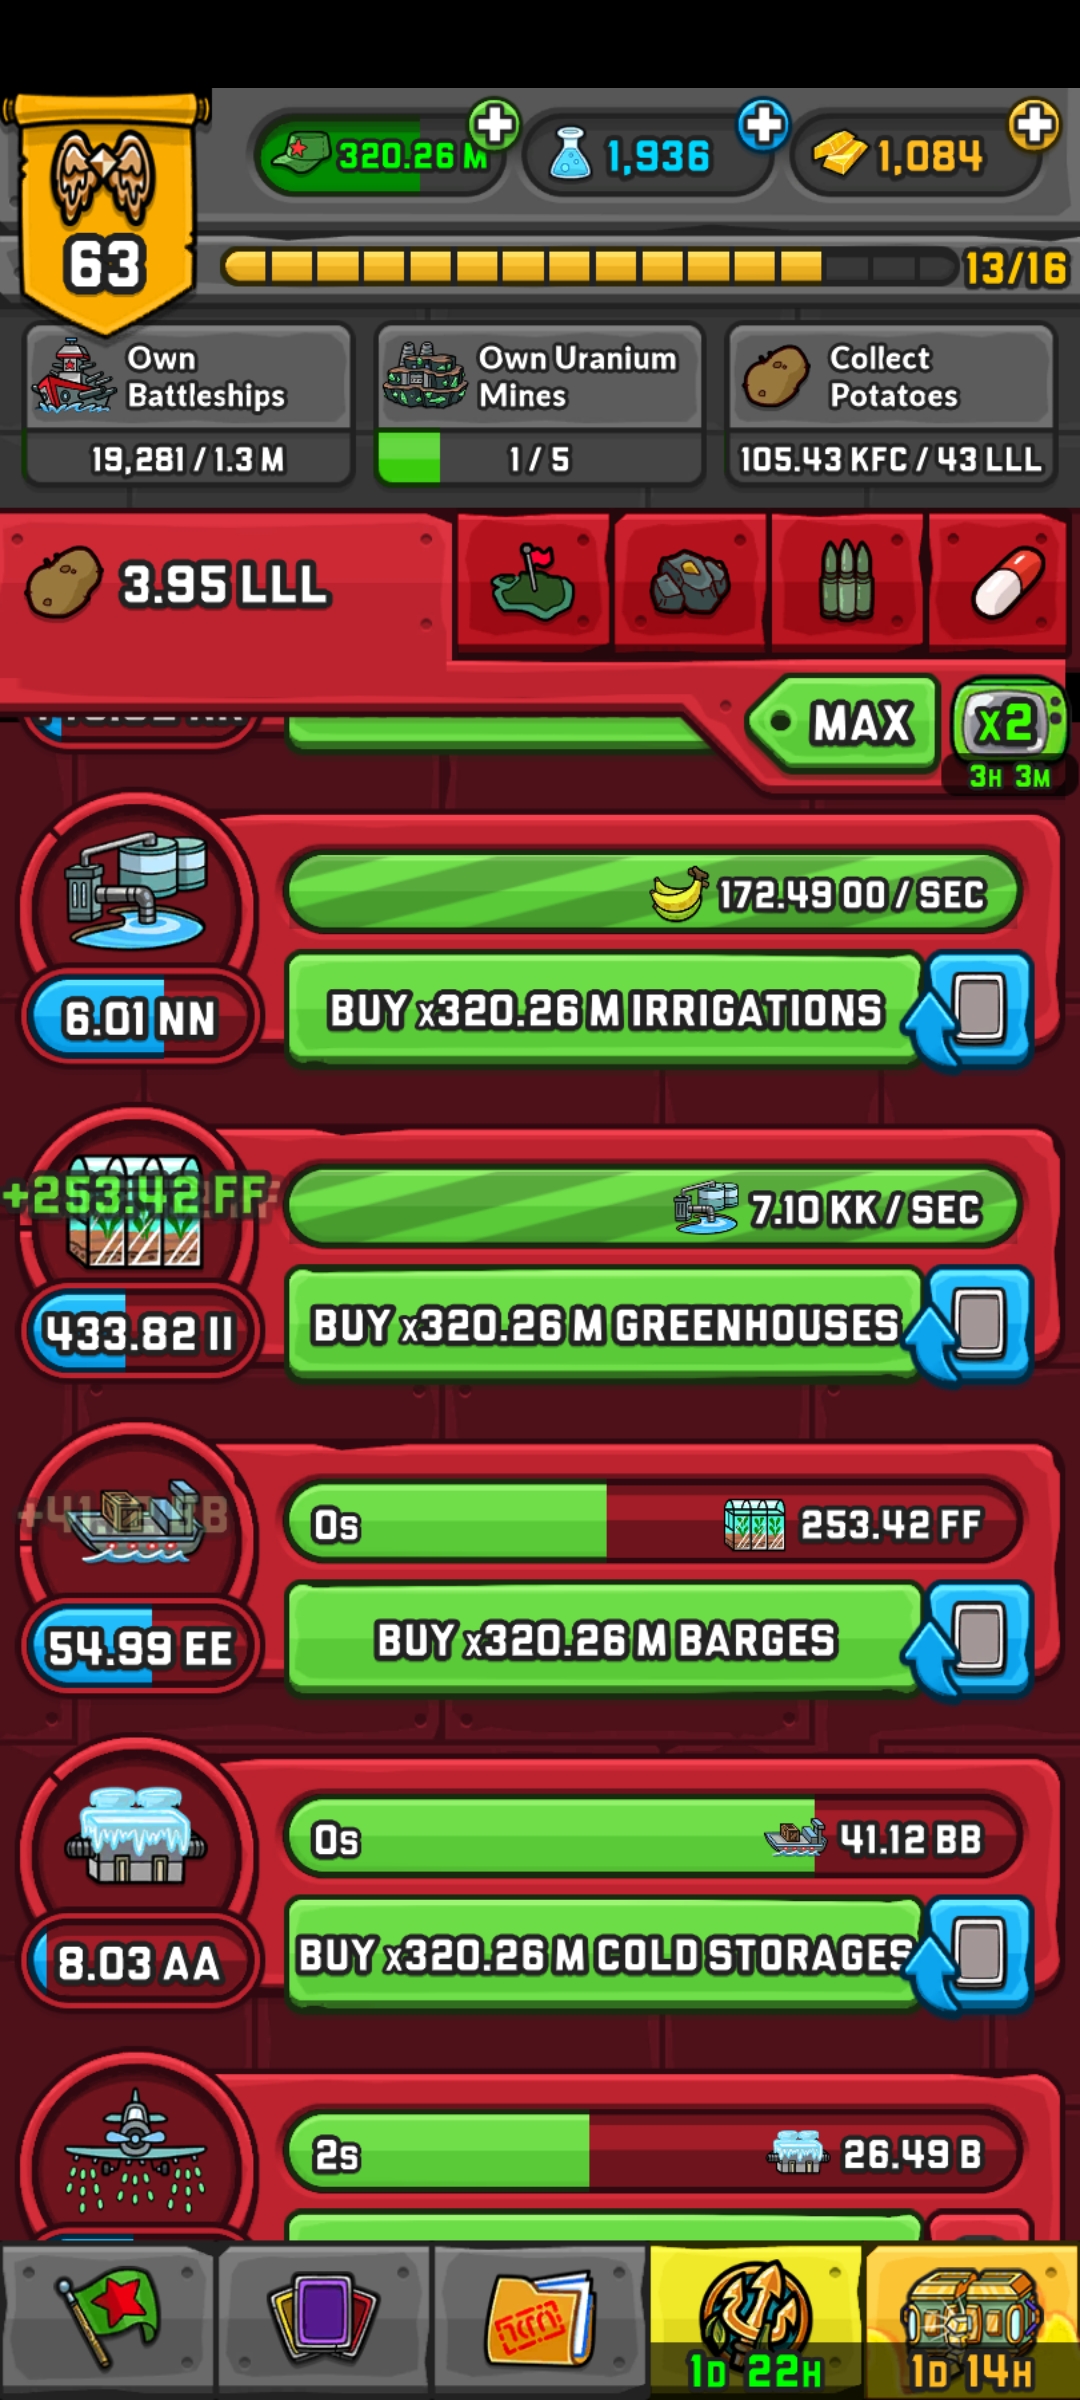 320.26 M
1,936
1,084
63
13/16
Own
Battleships
19,281 / 1.3 M
Own Uranium
Mines
1 / 5
Collect
Potatoes
105.43 KFC / 43 LLL
3.95 LLL
MAX
x2
3H 3M
172.49 OO / SEC
6.01 NN
BUY x320.26 M IRRIGATIONS
+253.42 FF
7.10 KK / SEC
433.82 II
BUY x320.26 M GREENHOUSES
0s
253.42 FF
54.99 EE
BUY x320.26 M BARGES
0s
41.12 BB
8.03 AA
BUY x320.26 M COLD STORAGES
2s
26.49 B
1D 22H
1D 14H